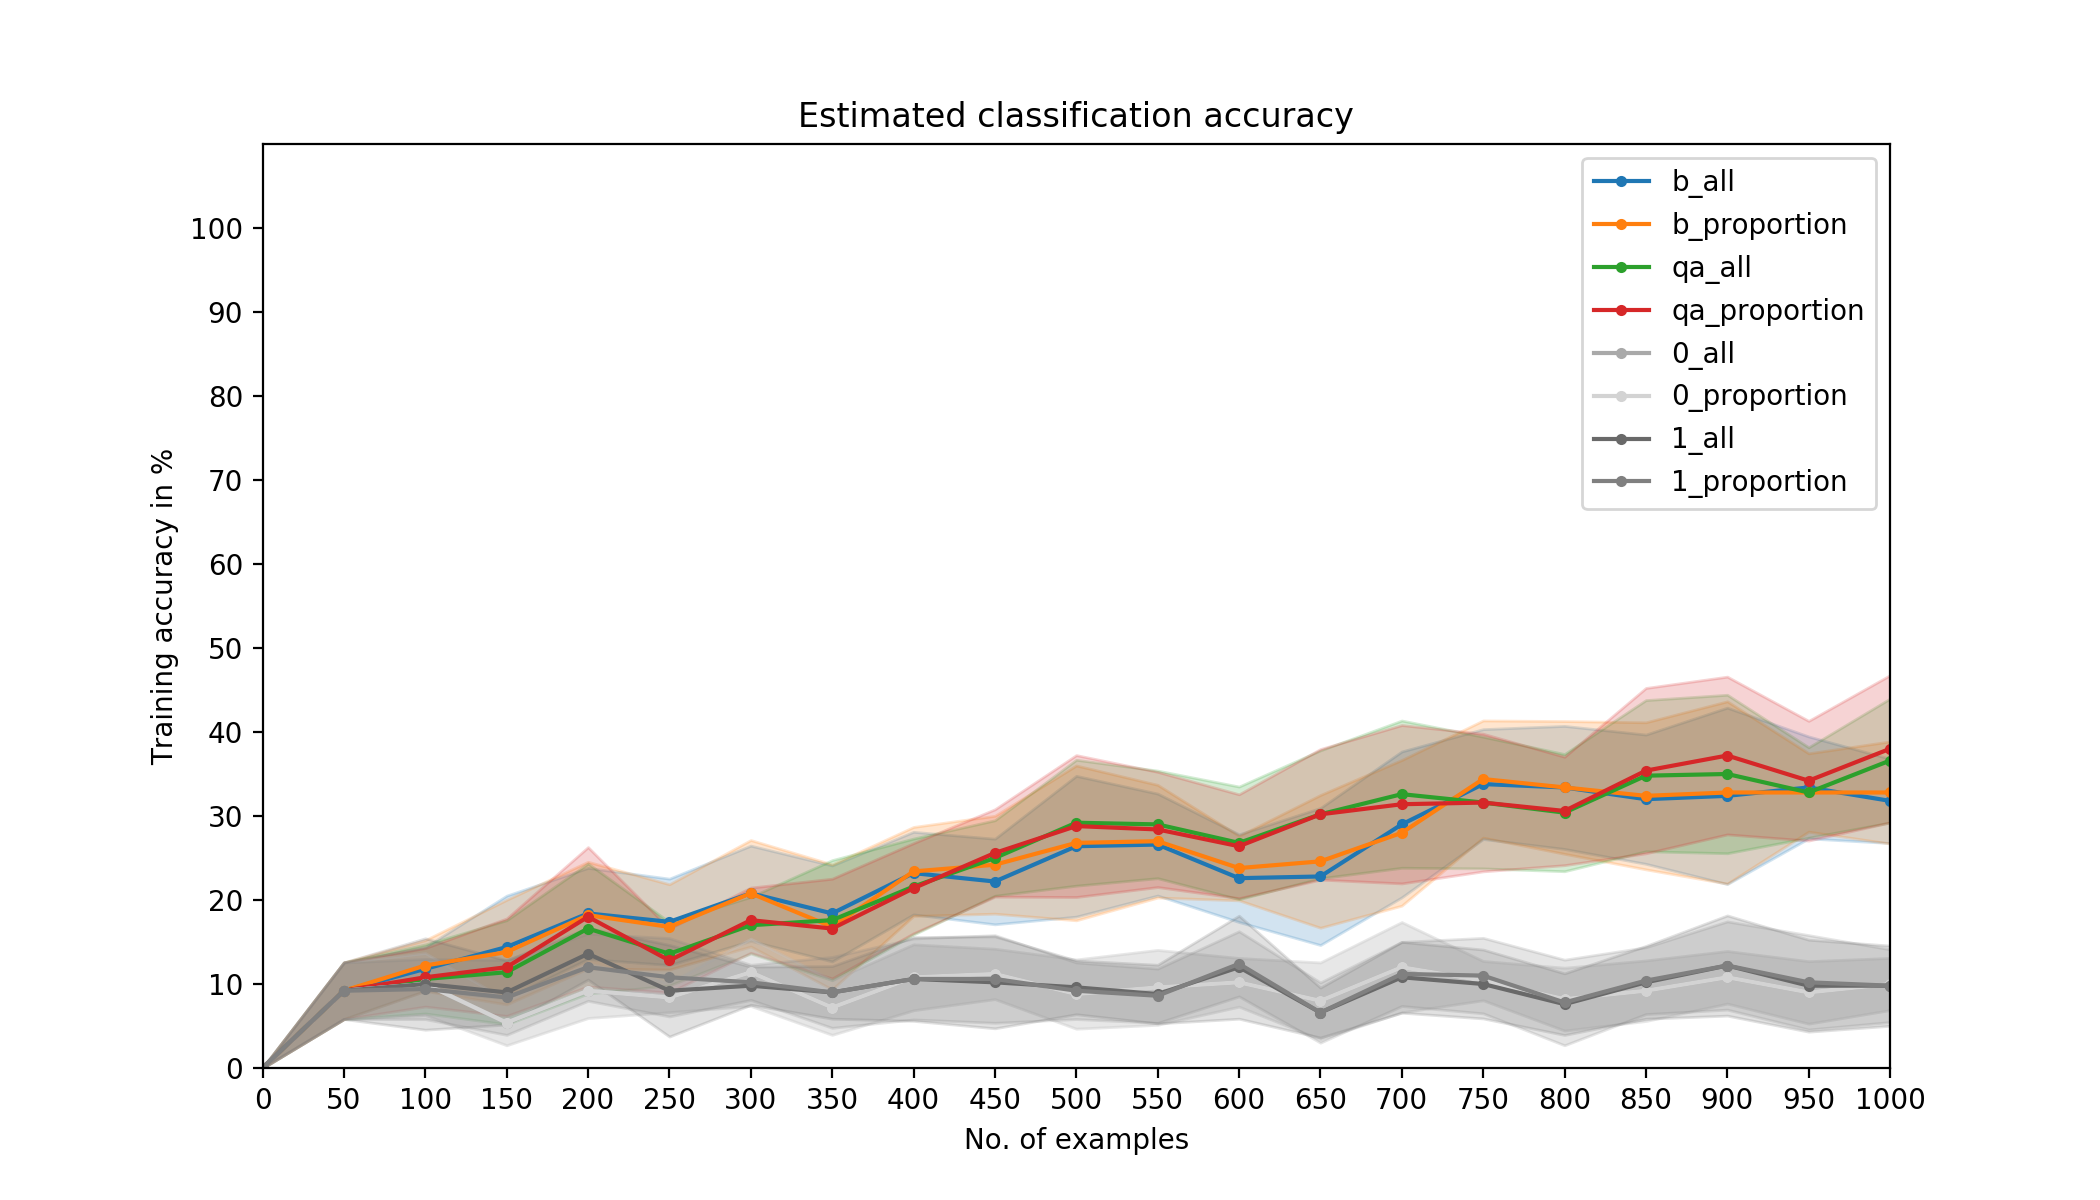 Estimated classification accuracy
b_all
b_proportion
qa_all
qa_proportion
0_all
0_proportion
1_all
1_proportion
100
90
80
70
60
50
40
30
20
10
0
Training accuracy in %
0 50 100 150 200 250 300 350 400 450 500 550 600 650 700 750 800 850 900 950 1000
No. of examples